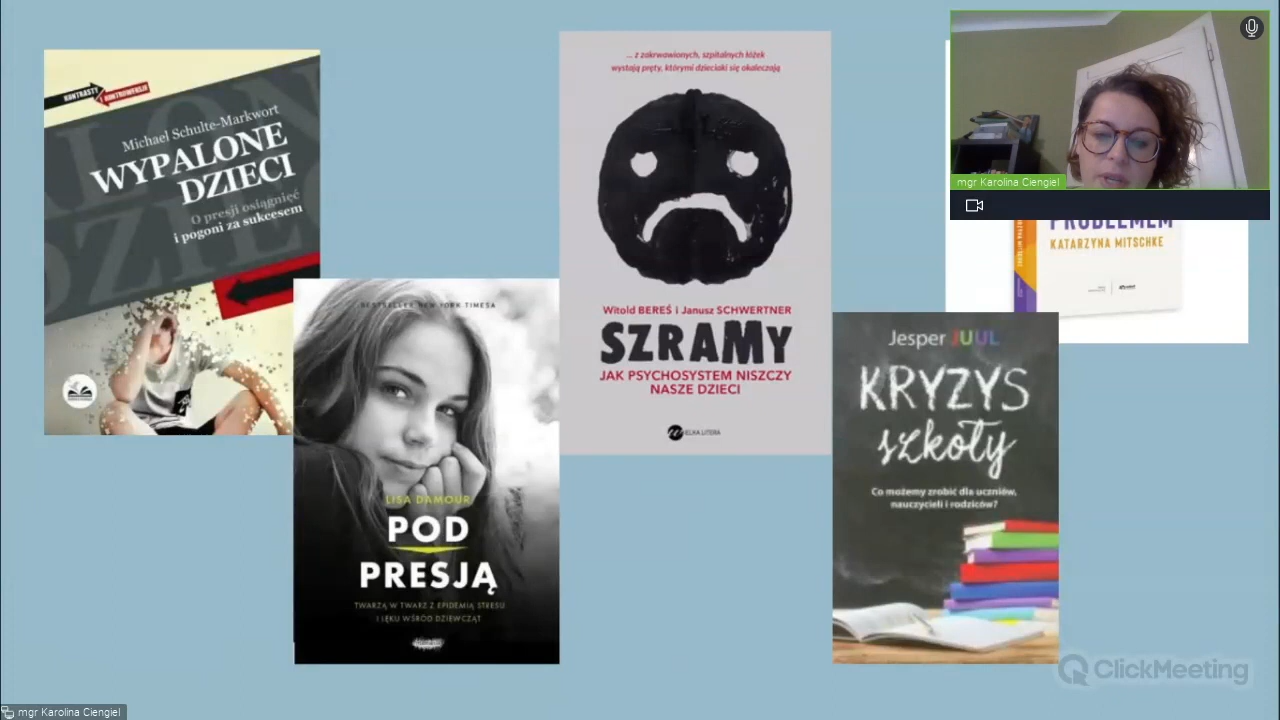 KONTRASTY
I KONTROWERSJE
Michael Schulte-Markwort
WYPALONE
DZIECI
O presji osiągnięć
i pogoni za sukcesem
BESTSELLER NEW YORK TIMESA
LISA DAMOUR
POD
PRESJĄ
TWARZĄ W TWARZ Z EPIDEMIĄ STRESU
I LĘKU WŚRÓD DZIEWCZĄT
... z zakrwawionych, szpitalnych łóżek
wystają pręty, którymi dzieciaki się okaleczają
Witold BEREŚ i Janusz SCHWERTNER
SZRAMY
JAK PSYCHOSYSTEM NISZCZY
NASZE DZIECI
WIELKA LITERA
Jesper JUUL
KRYZYS
szkoły
Co możemy zrobić dla uczniów,
nauczycieli i rodziców?
mgr Karolina Ciengiel
PROBLEMEM
KATARZYNA MITSCHKE
ClickMeeting
mgr Karolina Ciengiel